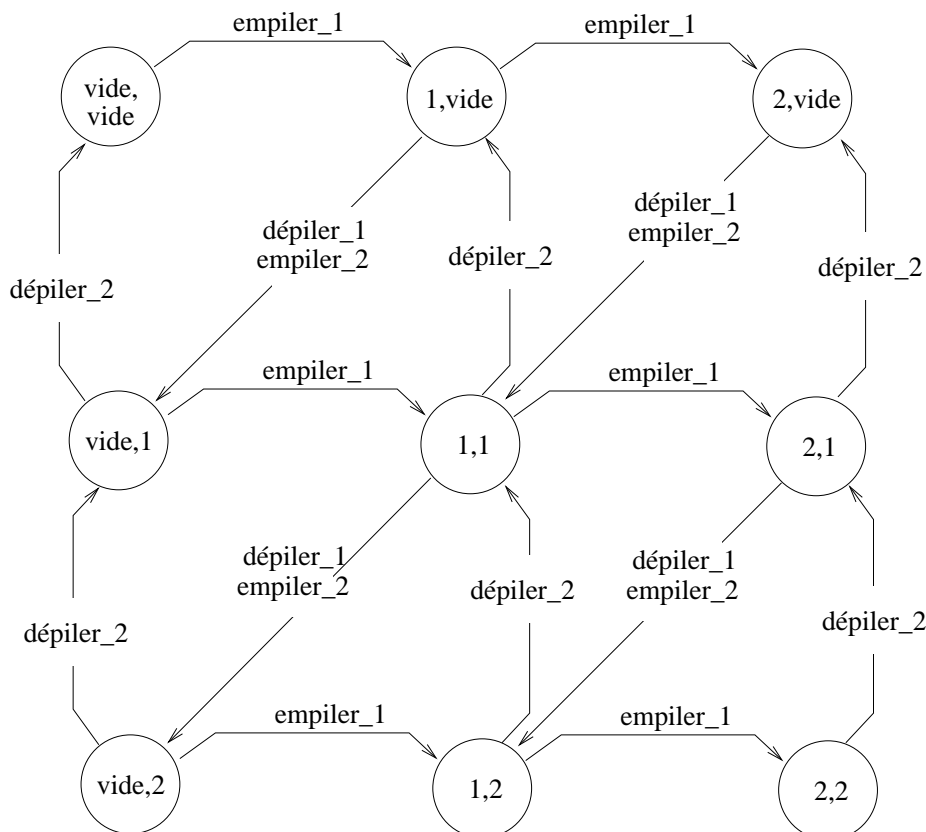 empiler_1
empiler_1
vide,
vide
1,vide
2,vide
dépiler_1
empiler_2
dépiler_2
dépiler_1
empiler_2
dépiler_2
dépiler_2
empiler_1
empiler_1
vide,1
1,1
2,1
dépiler_1
empiler_2
dépiler_2
dépiler_1
empiler_2
dépiler_2
dépiler_2
empiler_1
empiler_1
vide,2
1,2
2,2